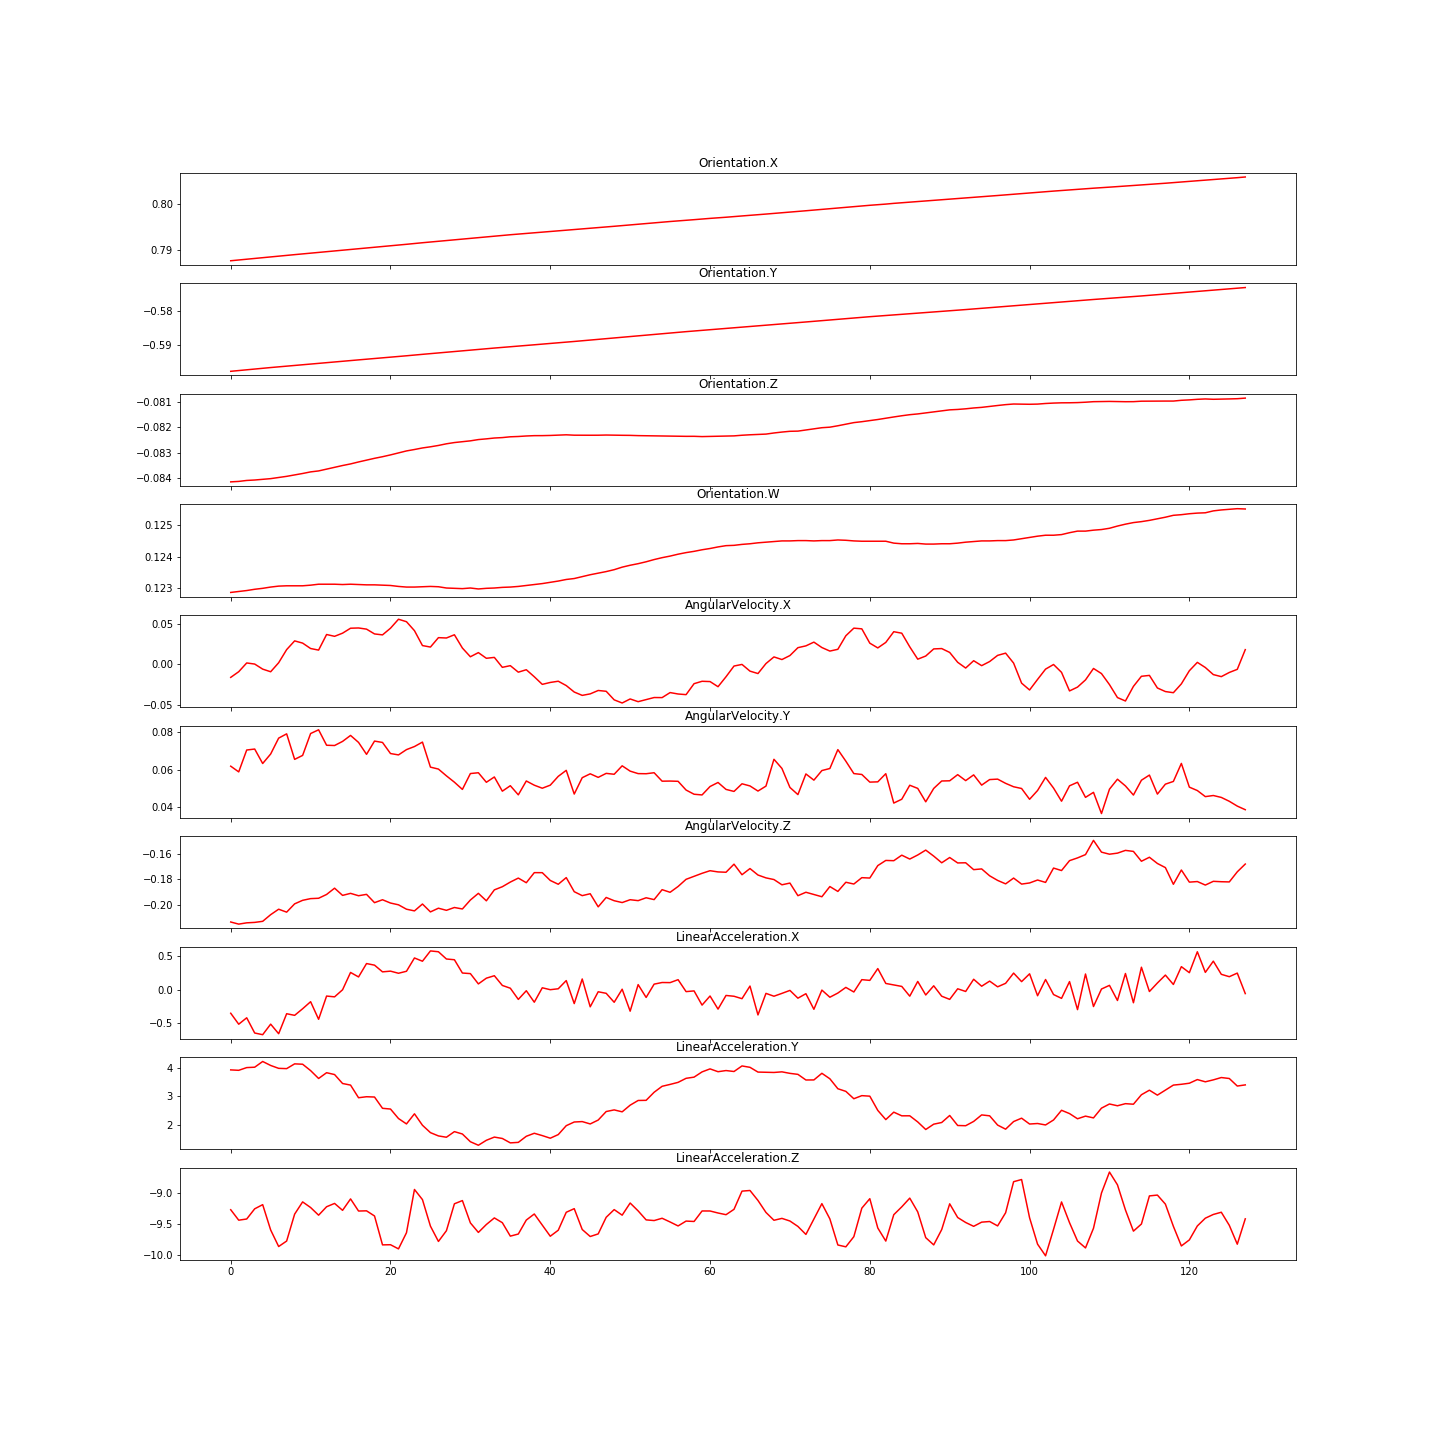 Orientation.X
0.80
0.79
Orientation.Y
−0.58
−0.59
Orientation.Z
−0.081
−0.082
−0.083
−0.084
Orientation.W
0.125
0.124
0.123
AngularVelocity.X
0.05
0.00
−0.05
AngularVelocity.Y
0.08
0.06
0.04
AngularVelocity.Z
−0.16
−0.18
−0.20
LinearAcceleration.X
0.5
0.0
−0.5
LinearAcceleration.Y
4
3
2
LinearAcceleration.Z
−9.0
−9.5
−10.0
0 20 40 60 80 100 120